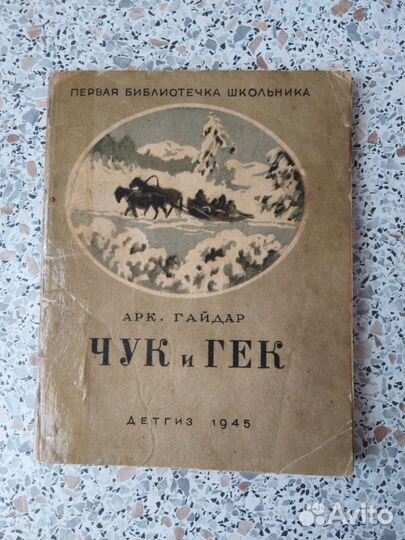 ПЕРВАЯ БИБЛИОТЕЧКА ШКОЛЬНИКА
АРК. ГАЙДАР
ЧУК и ГЕК
ДЕТГИЗ 1945
Avito